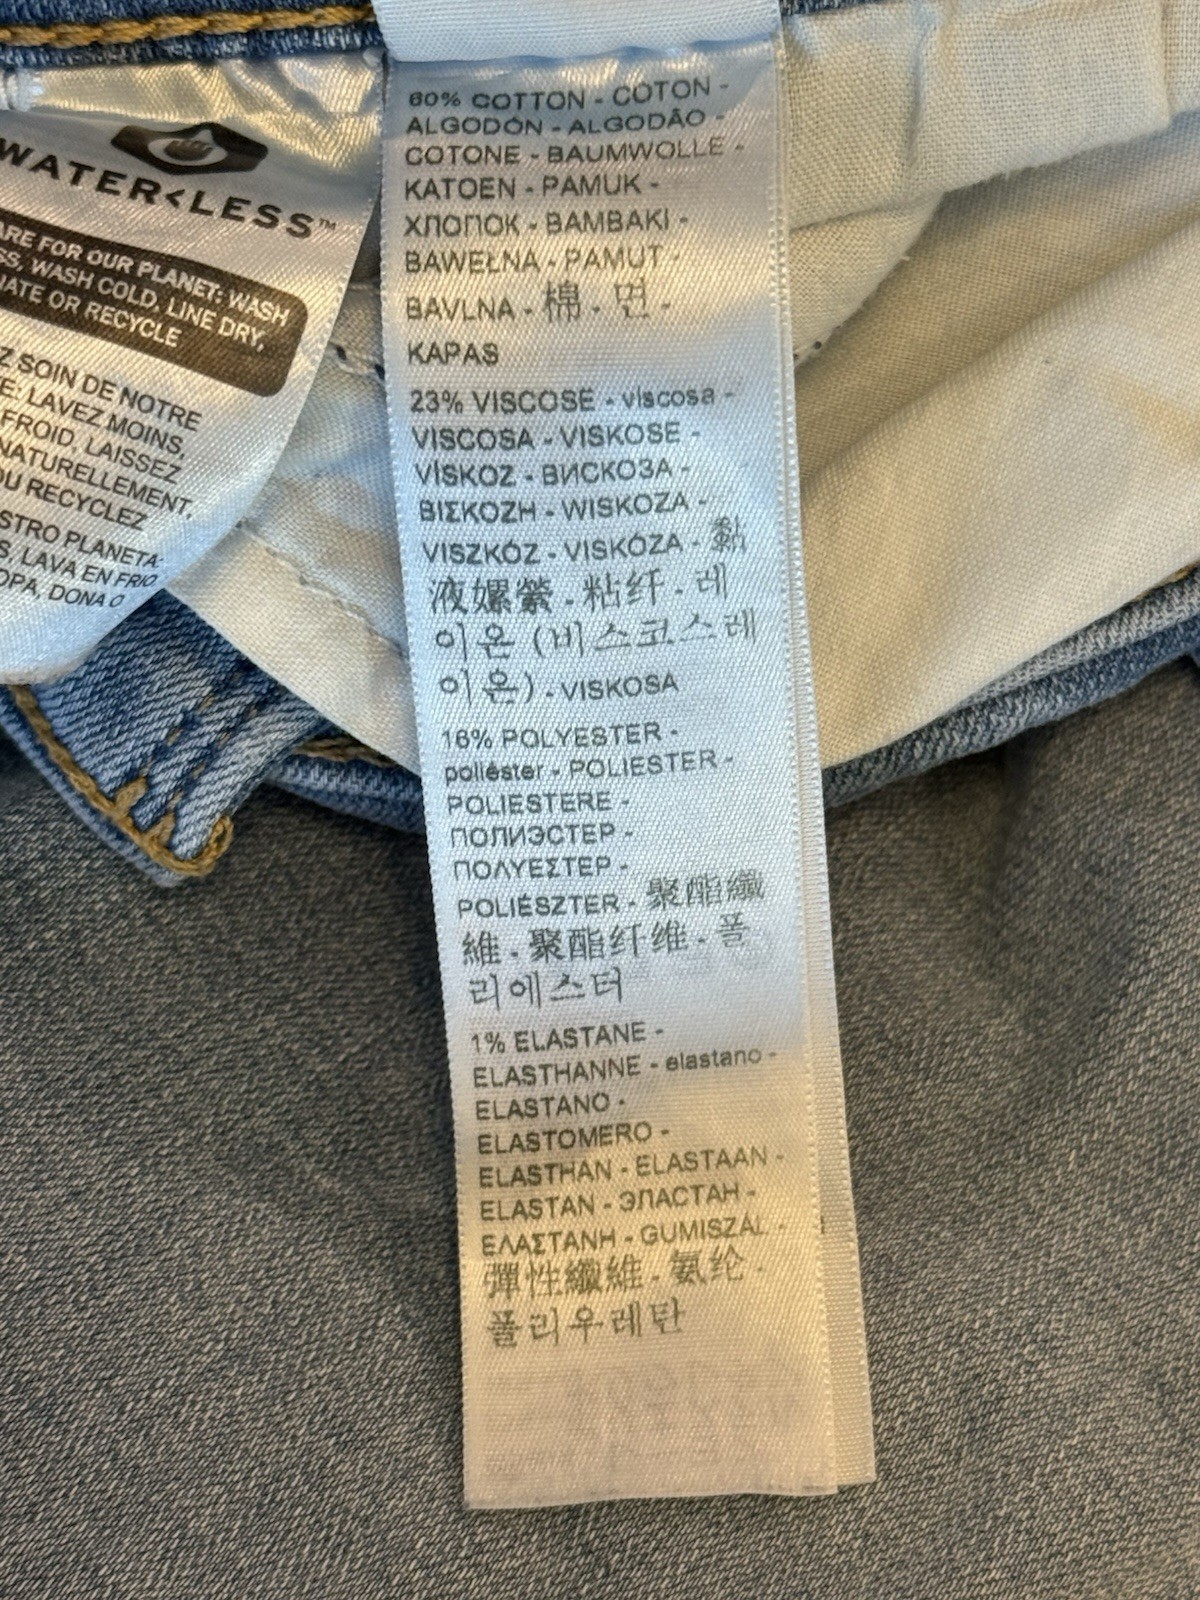 WATER<LESS™
ARE FOR OUR PLANET: WASH
WASH COLD, LINE DRY,
OR RECYCLE
SOIN DE NOTRE
LAVEZ MOINS,
FROID, LAISSEZ
NATURELLEMENT,
OU RECYCLEZ
PLANETA:
LAVA EN FRIO
DONA O
60% COTTON - COTON -
ALGODÓN - ALGODÃO -
COTONE - BAUMWOLLE -
KATOEN - PAMUK -
ХЛОПОК - BAMBAKI -
BAWEŁNA - PAMUT -
BAVLNA - 棉 - 면 -
KAPAS
23% VISCOSE - viscosa -
VISCOSA - VISKOSE -
VİSKOZ - ВИСКОЗА -
ΒΙΣΚΟΖΗ - WISKOZA -
VISZKÓZ - VISKÓZA - 黏
液嫘縈 - 粘纤 - 레
이온 (비스코스레
이온) - VISKOSA
16% POLYESTER -
poliéster - POLIESTER -
POLIESTERE -
ПОЛИЭСТЕР -
ΠΟΛΥΕΣΤΕΡ -
POLIÉSZTER - 聚酯纖
維 - 聚酯纤维 - 폴
리에스터
1% ELASTANE -
ELASTHANNE - elastano -
ELASTANO -
ELASTOMERO -
ELASTHAN - ELASTAAN -
ELASTAN - ЭЛАСТАН -
ΕΛΑΣΤΑΝΗ - GUMISZÁL -
彈性纖維 - 氨纶 -
폴리우레탄